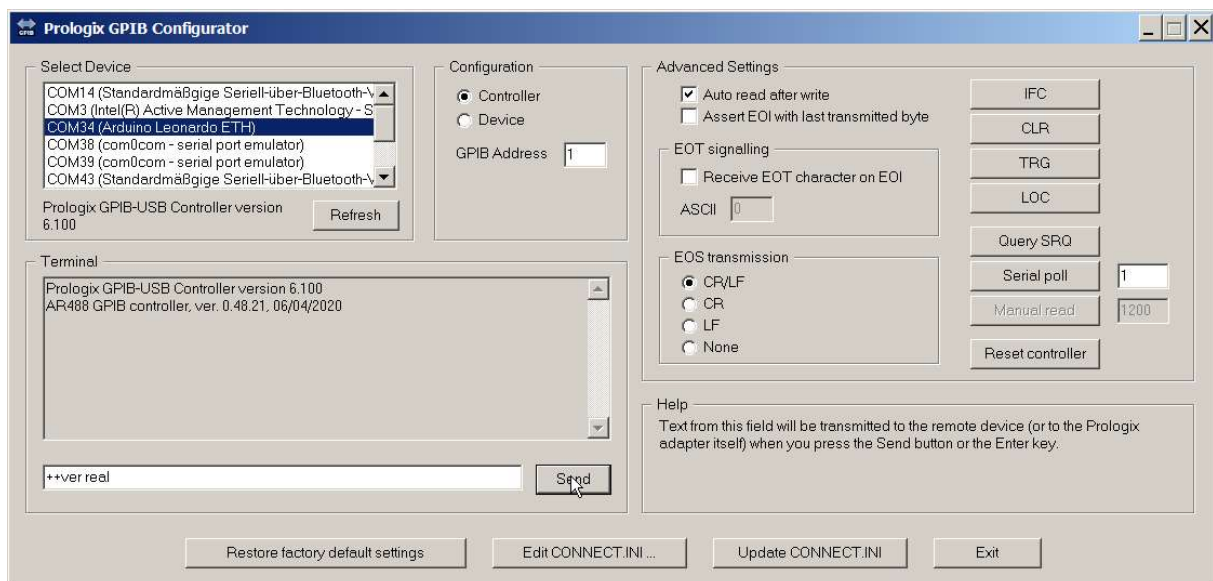 GPIB
Prologix GPIB Configurator
Select Device
COM14 (Standardmäßgige Seriell-über-Bluetooth-V
COM3 (Intel(R) Active Management Technology - S
COM34 (Arduino Leonardo ETH)
COM38 (com0com - serial port emulator)
COM39 (com0com - serial port emulator)
COM43 (Standardmäßgige Seriell-über-Bluetooth-V
Prologix GPIB-USB Controller version
6.100
Refresh
Configuration
Controller
Device
GPIB Address 1
Advanced Settings
Auto read after write
Assert EOI with last transmitted byte
EOT signalling
Receive EOT character on EOI
ASCII 0
EOS transmission
CR/LF
CR
LF
None
IFC
CLR
TRG
LOC
Query SRQ
Serial poll 1
Manual read 1200
Reset controller
Terminal
Prologix GPIB-USB Controller version 6.100
AR488 GPIB controller, ver. 0.48.21, 06/04/2020
++ver real
Send
Help
Text from this field will be transmitted to the remote device (or to the Prologix
adapter itself) when you press the Send button or the Enter key.
Restore factory default settings
Edit CONNECT.INI ...
Update CONNECT.INI
Exit